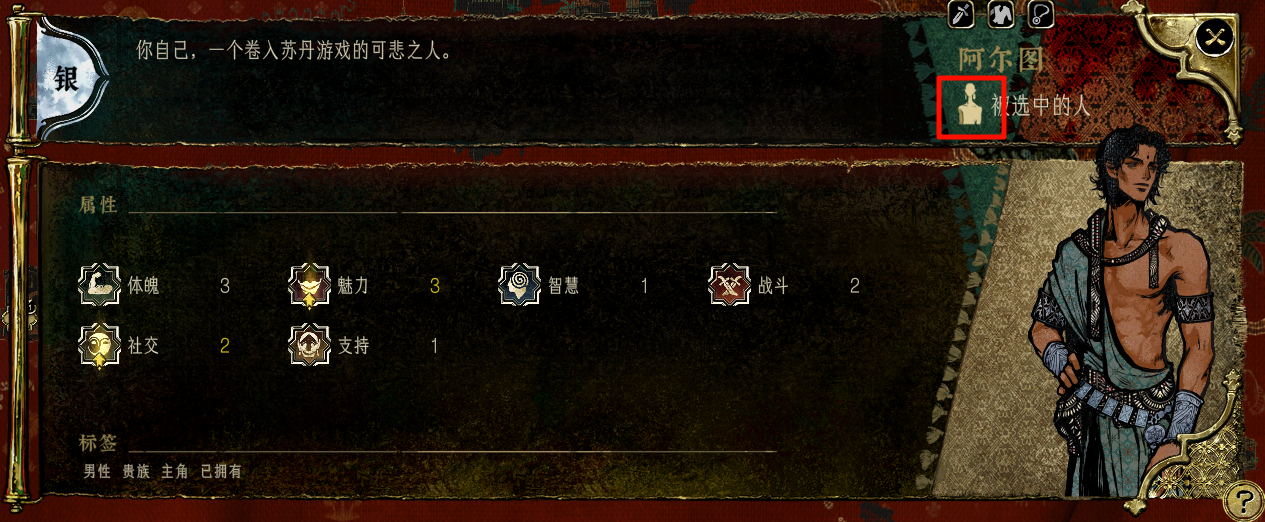 银
你自己，一个卷入苏丹游戏的可悲之人。
阿尔图
被选中的人
属性
体魄 3 魅力 3 智慧 1 战斗 2
社交 2 支持 1
标签
男性 贵族 主角 已拥有
?